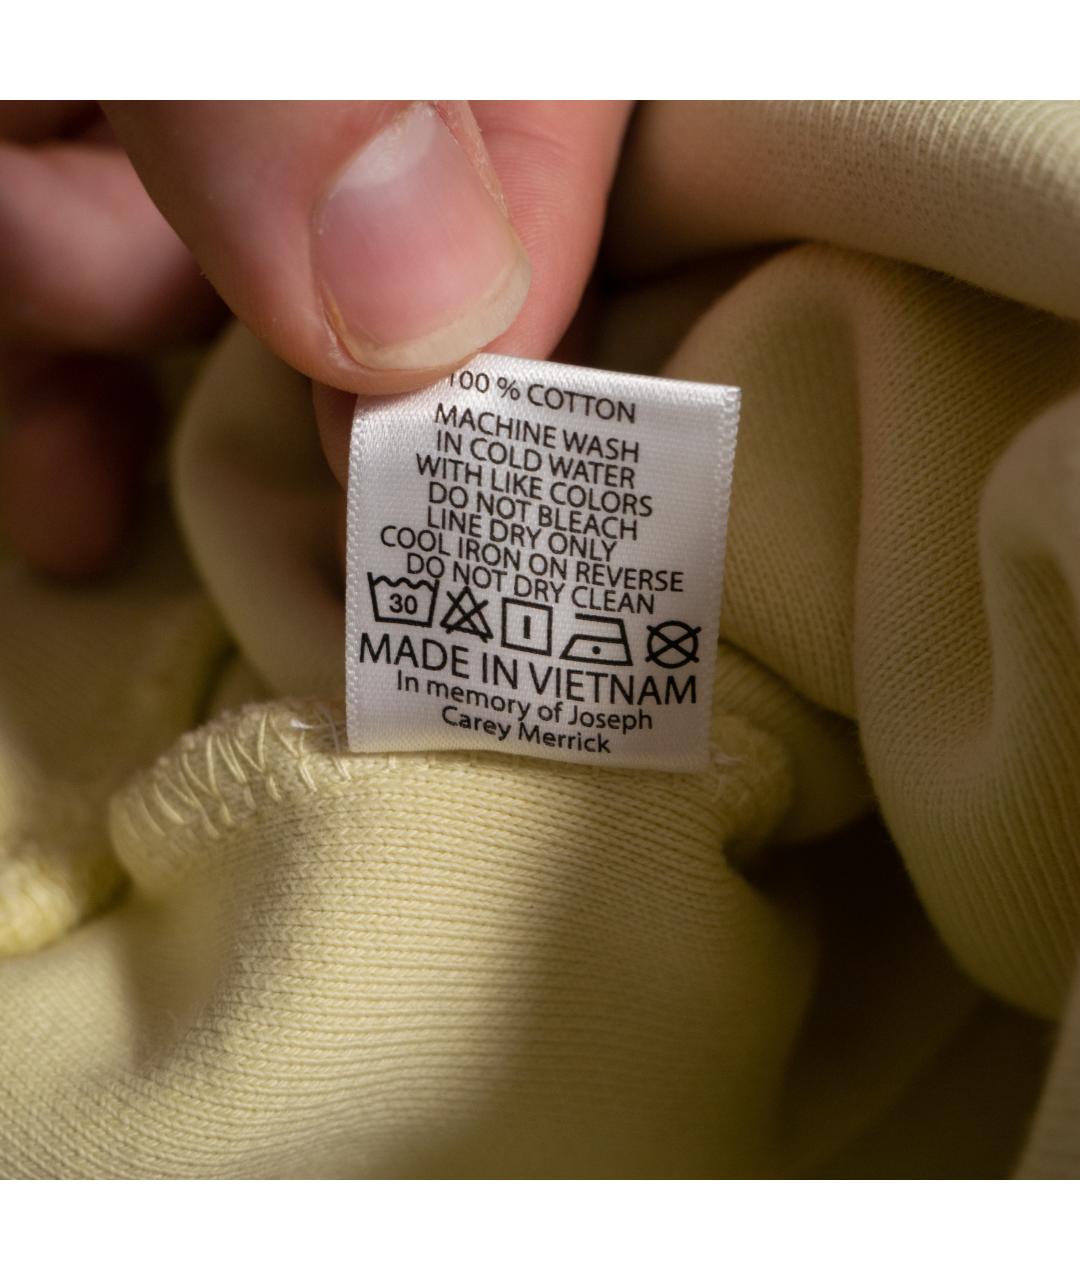 100 % COTTON
MACHINE WASH
IN COLD WATER
WITH LIKE COLORS
DO NOT BLEACH
LINE DRY ONLY
COOL IRON ON REVERSE
DO NOT DRY CLEAN
30
MADE IN VIETNAM
In memory of Joseph
Carey Merrick